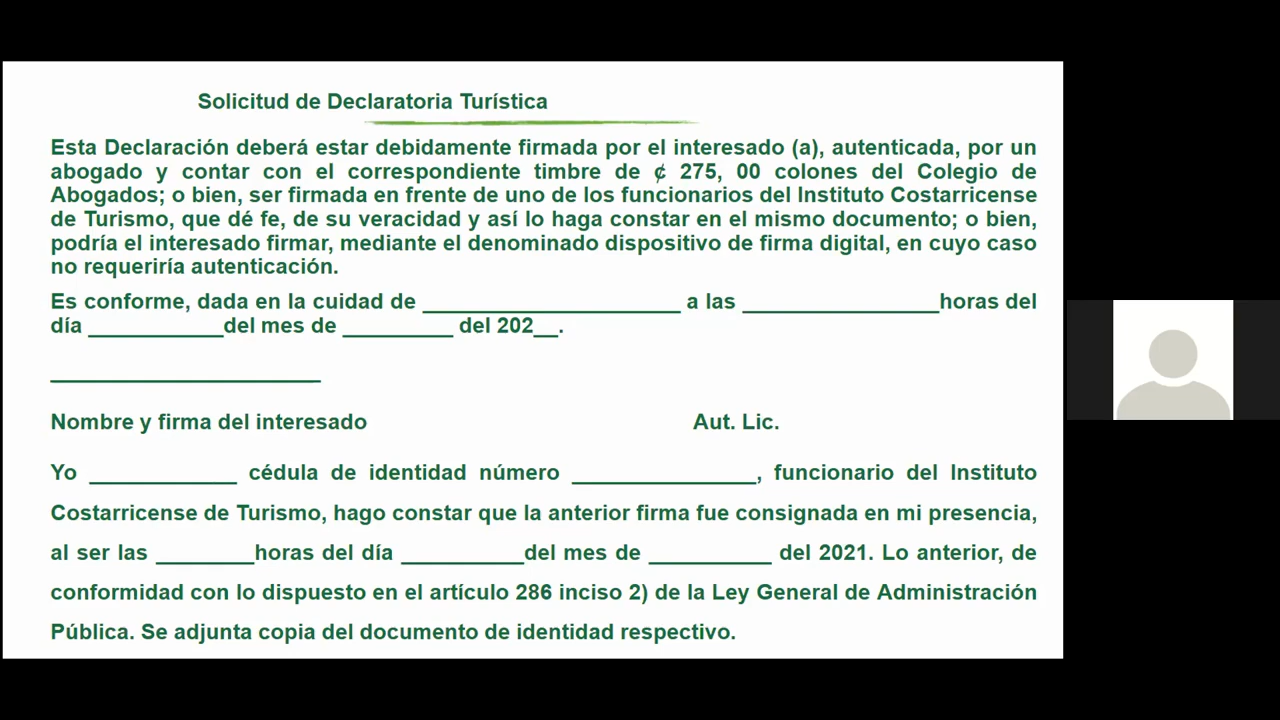 Solicitud de Declaratoria Turística
Esta Declaración deberá estar debidamente firmada por el interesado (a), autenticada, por un
abogado y contar con el correspondiente timbre de ¢ 275, 00 colones del Colegio de
Abogados; o bien, ser firmada en frente de uno de los funcionarios del Instituto Costarricense
de Turismo, que dé fe, de su veracidad y así lo haga constar en el mismo documento; o bien,
podría el interesado firmar, mediante el denominado dispositivo de firma digital, en cuyo caso
no requeriría autenticación.
Es conforme, dada en la cuidad de _____________________ a las ________________horas del
día ___________del mes de _________ del 202__.
______________________
Nombre y firma del interesado Aut. Lic.
Yo ____________ cédula de identidad número _______________, funcionario del Instituto
Costarricense de Turismo, hago constar que la anterior firma fue consignada en mi presencia,
al ser las ________horas del día __________del mes de __________ del 2021. Lo anterior, de
conformidad con lo dispuesto en el artículo 286 inciso 2) de la Ley General de Administración
Pública. Se adjunta copia del documento de identidad respectivo.